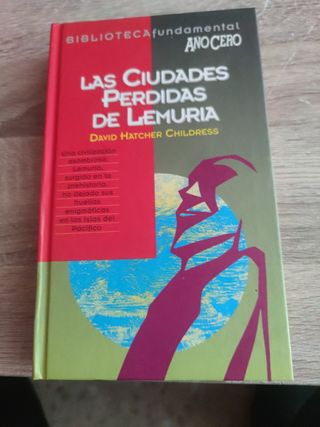 BIBLIOTECAfundamental
AÑO CERO
LAS CIUDADES
PERDIDAS
DE LEMURIA
DAVID HATCHER CHILDRESS
Una civilización
asombrosa,
Lemuria,
surgida en la
prehistoria,
ha dejado sus
huellas
enigmáticas
en las islas del
Pacífico